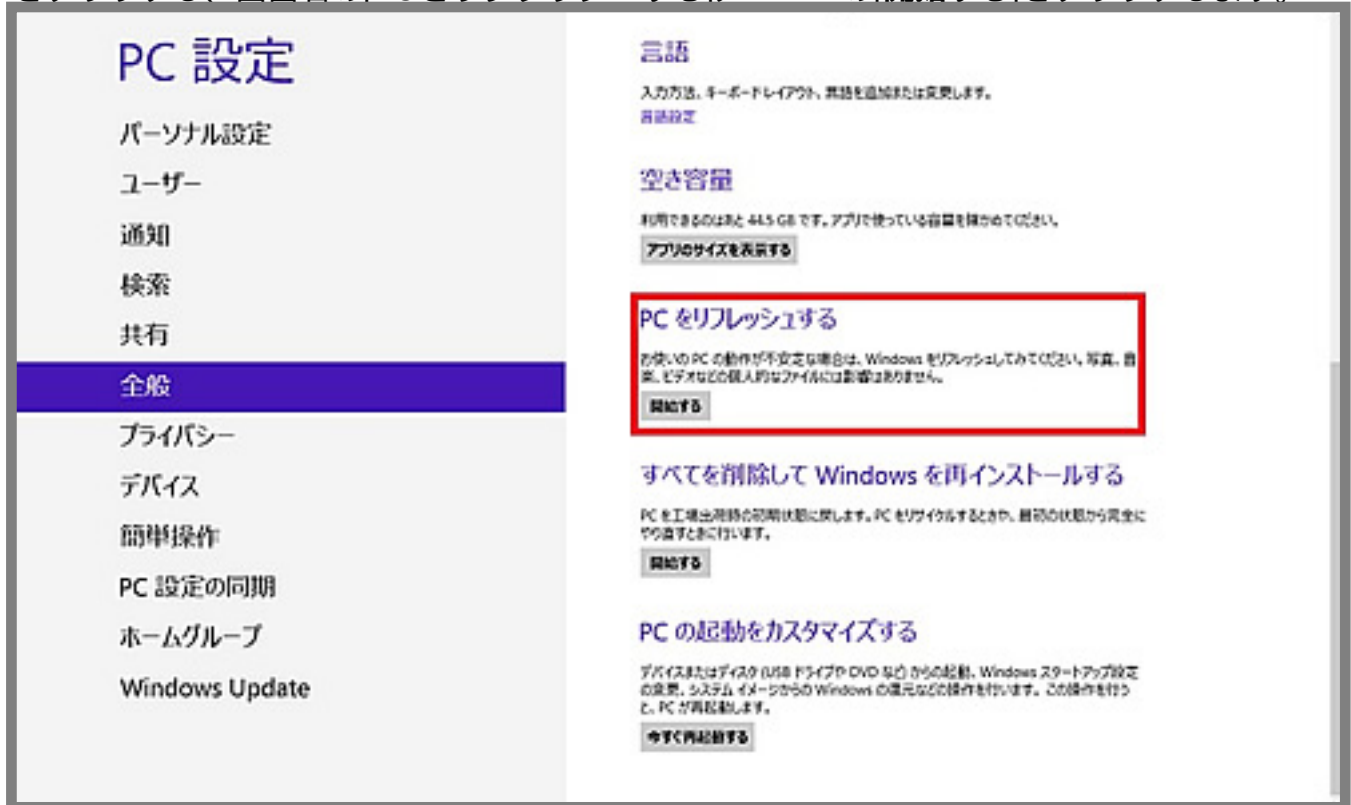 PC 設定
パーソナル設定
ユーザー
通知
検索
共有
全般
プライバシー
デバイス
簡単操作
PC 設定の同期
ホームグループ
Windows Update
言語
入力方法、キーボード レイアウト、言語を追加または変更します。
言語設定
空き容量
利用できるのはあと 44.5 GB です。アプリで使っている容量を確かめてください。
アプリのサイズを表示する
PC をリフレッシュする
お使いの PC の動作が不安定な場合は、Windows をリフレッシュしてみてください。写真、音
楽、ビデオなどの個人的なファイルには影響はありません。
開始する
すべてを削除して Windows を再インストールする
PC を工場出荷時の初期状態に戻します。PC をリサイクルするときや、最初の状態から完全に
やり直すときに行います。
開始する
PC の起動をカスタマイズする
デバイスまたはディスク (USB ドライブや DVD など) からの起動、Windows スタートアップ設定
の変更、システム イメージからの Windows の復元などの操作を行います。この操作を行う
と、PC が再起動します。
今すぐ再起動する